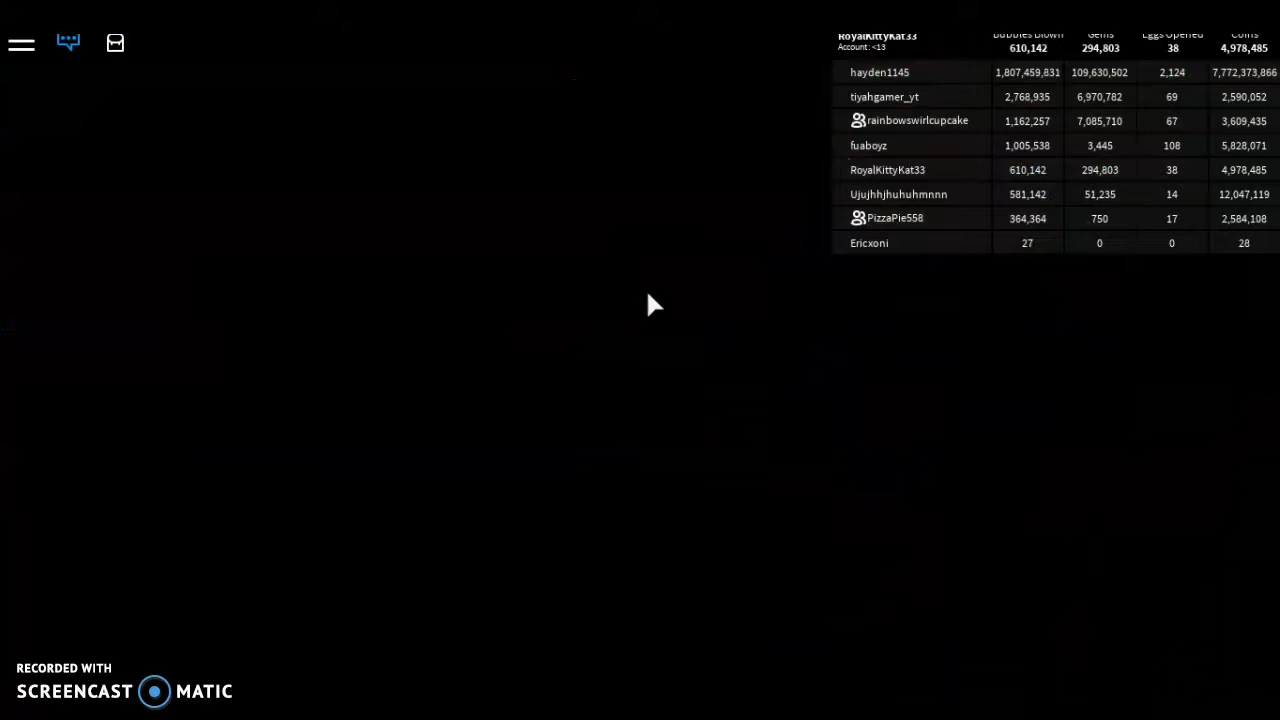 RoyalKittyKat33 Bubbles Blown Gems Eggs Opened Coins
Account: <13 610,142 294,803 38 4,978,485
hayden1145 1,807,459,831 109,630,502 2,124 7,772,373,866
tiyahgamer_yt 2,768,935 6,970,782 69 2,590,052
rainbowswirlcupcake 1,162,257 7,085,710 67 3,609,435
fuaboyz 1,005,538 3,445 108 5,828,071
RoyalKittyKat33 610,142 294,803 38 4,978,485
Ujujhhjhuhuhmnnn 581,142 51,235 14 12,047,119
PizzaPie558 364,364 750 17 2,584,108
Ericxoni 27 0 0 28
RECORDED WITH
SCREENCAST MATIC